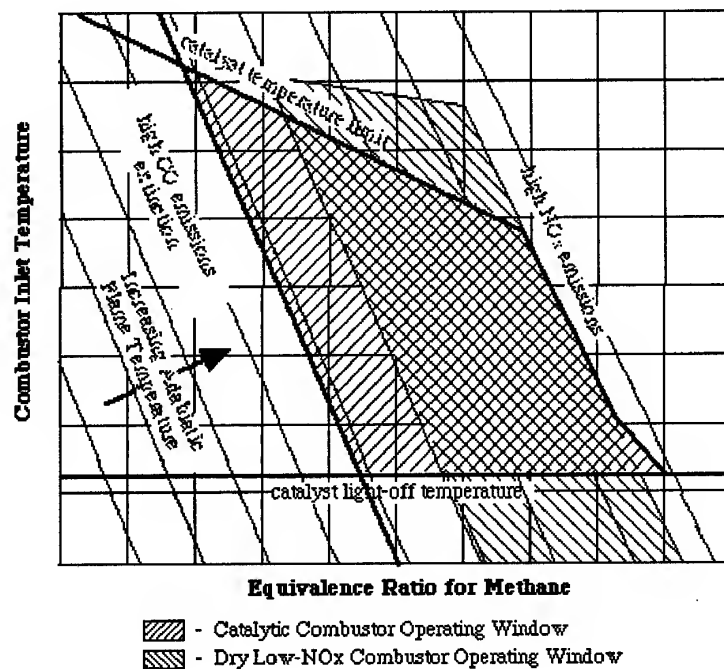 catalyst temperature limit
high CO emissions
extinction
high NOx emissions
Increasing Adiabatic
Flame Temperature
Combustor Inlet Temperature
catalyst light-off temperature
Equivalence Ratio for Methane
- Catalytic Combustor Operating Window
- Dry Low-NOx Combustor Operating Window